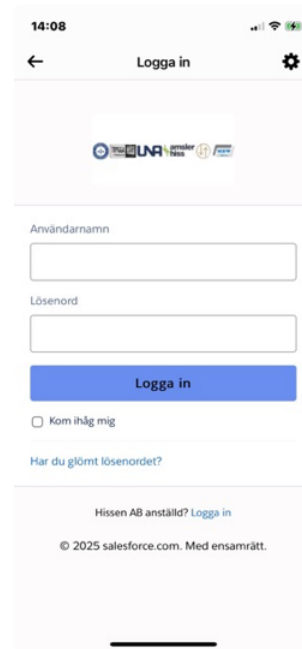 14:08
Logga in
UNR amsler
hiss
Användarnamn
Lösenord
Logga in
Kom ihåg mig
Har du glömt lösenordet?
Hissen AB anställd? Logga in
© 2025 salesforce.com. Med ensamrätt.